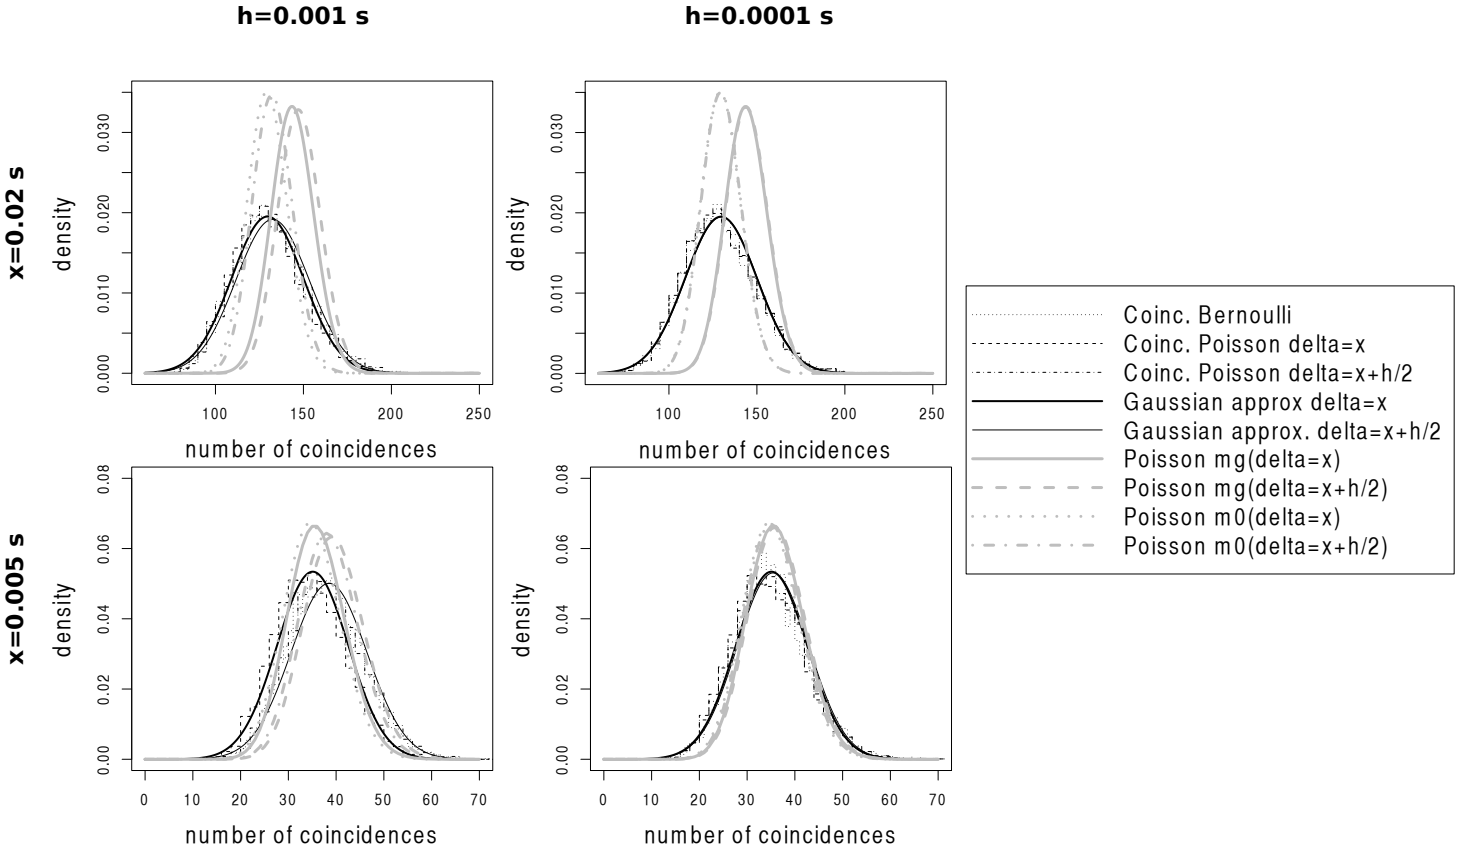 h=0.001 s
h=0.0001 s
x=0.02 s
density
0.000 0.010 0.020 0.030
100 150 200 250
number of coincidences
density
0.000 0.010 0.020 0.030
100 150 200 250
number of coincidences
x=0.005 s
density
0.00 0.02 0.04 0.06 0.08
0 10 20 30 40 50 60 70
number of coincidences
density
0.00 0.02 0.04 0.06 0.08
0 10 20 30 40 50 60 70
number of coincidences
Coinc. Bernoulli
Coinc. Poisson delta=x
Coinc. Poisson delta=x+h/2
Gaussian approx delta=x
Gaussian approx. delta=x+h/2
Poisson mg(delta=x)
Poisson mg(delta=x+h/2)
Poisson m0(delta=x)
Poisson m0(delta=x+h/2)